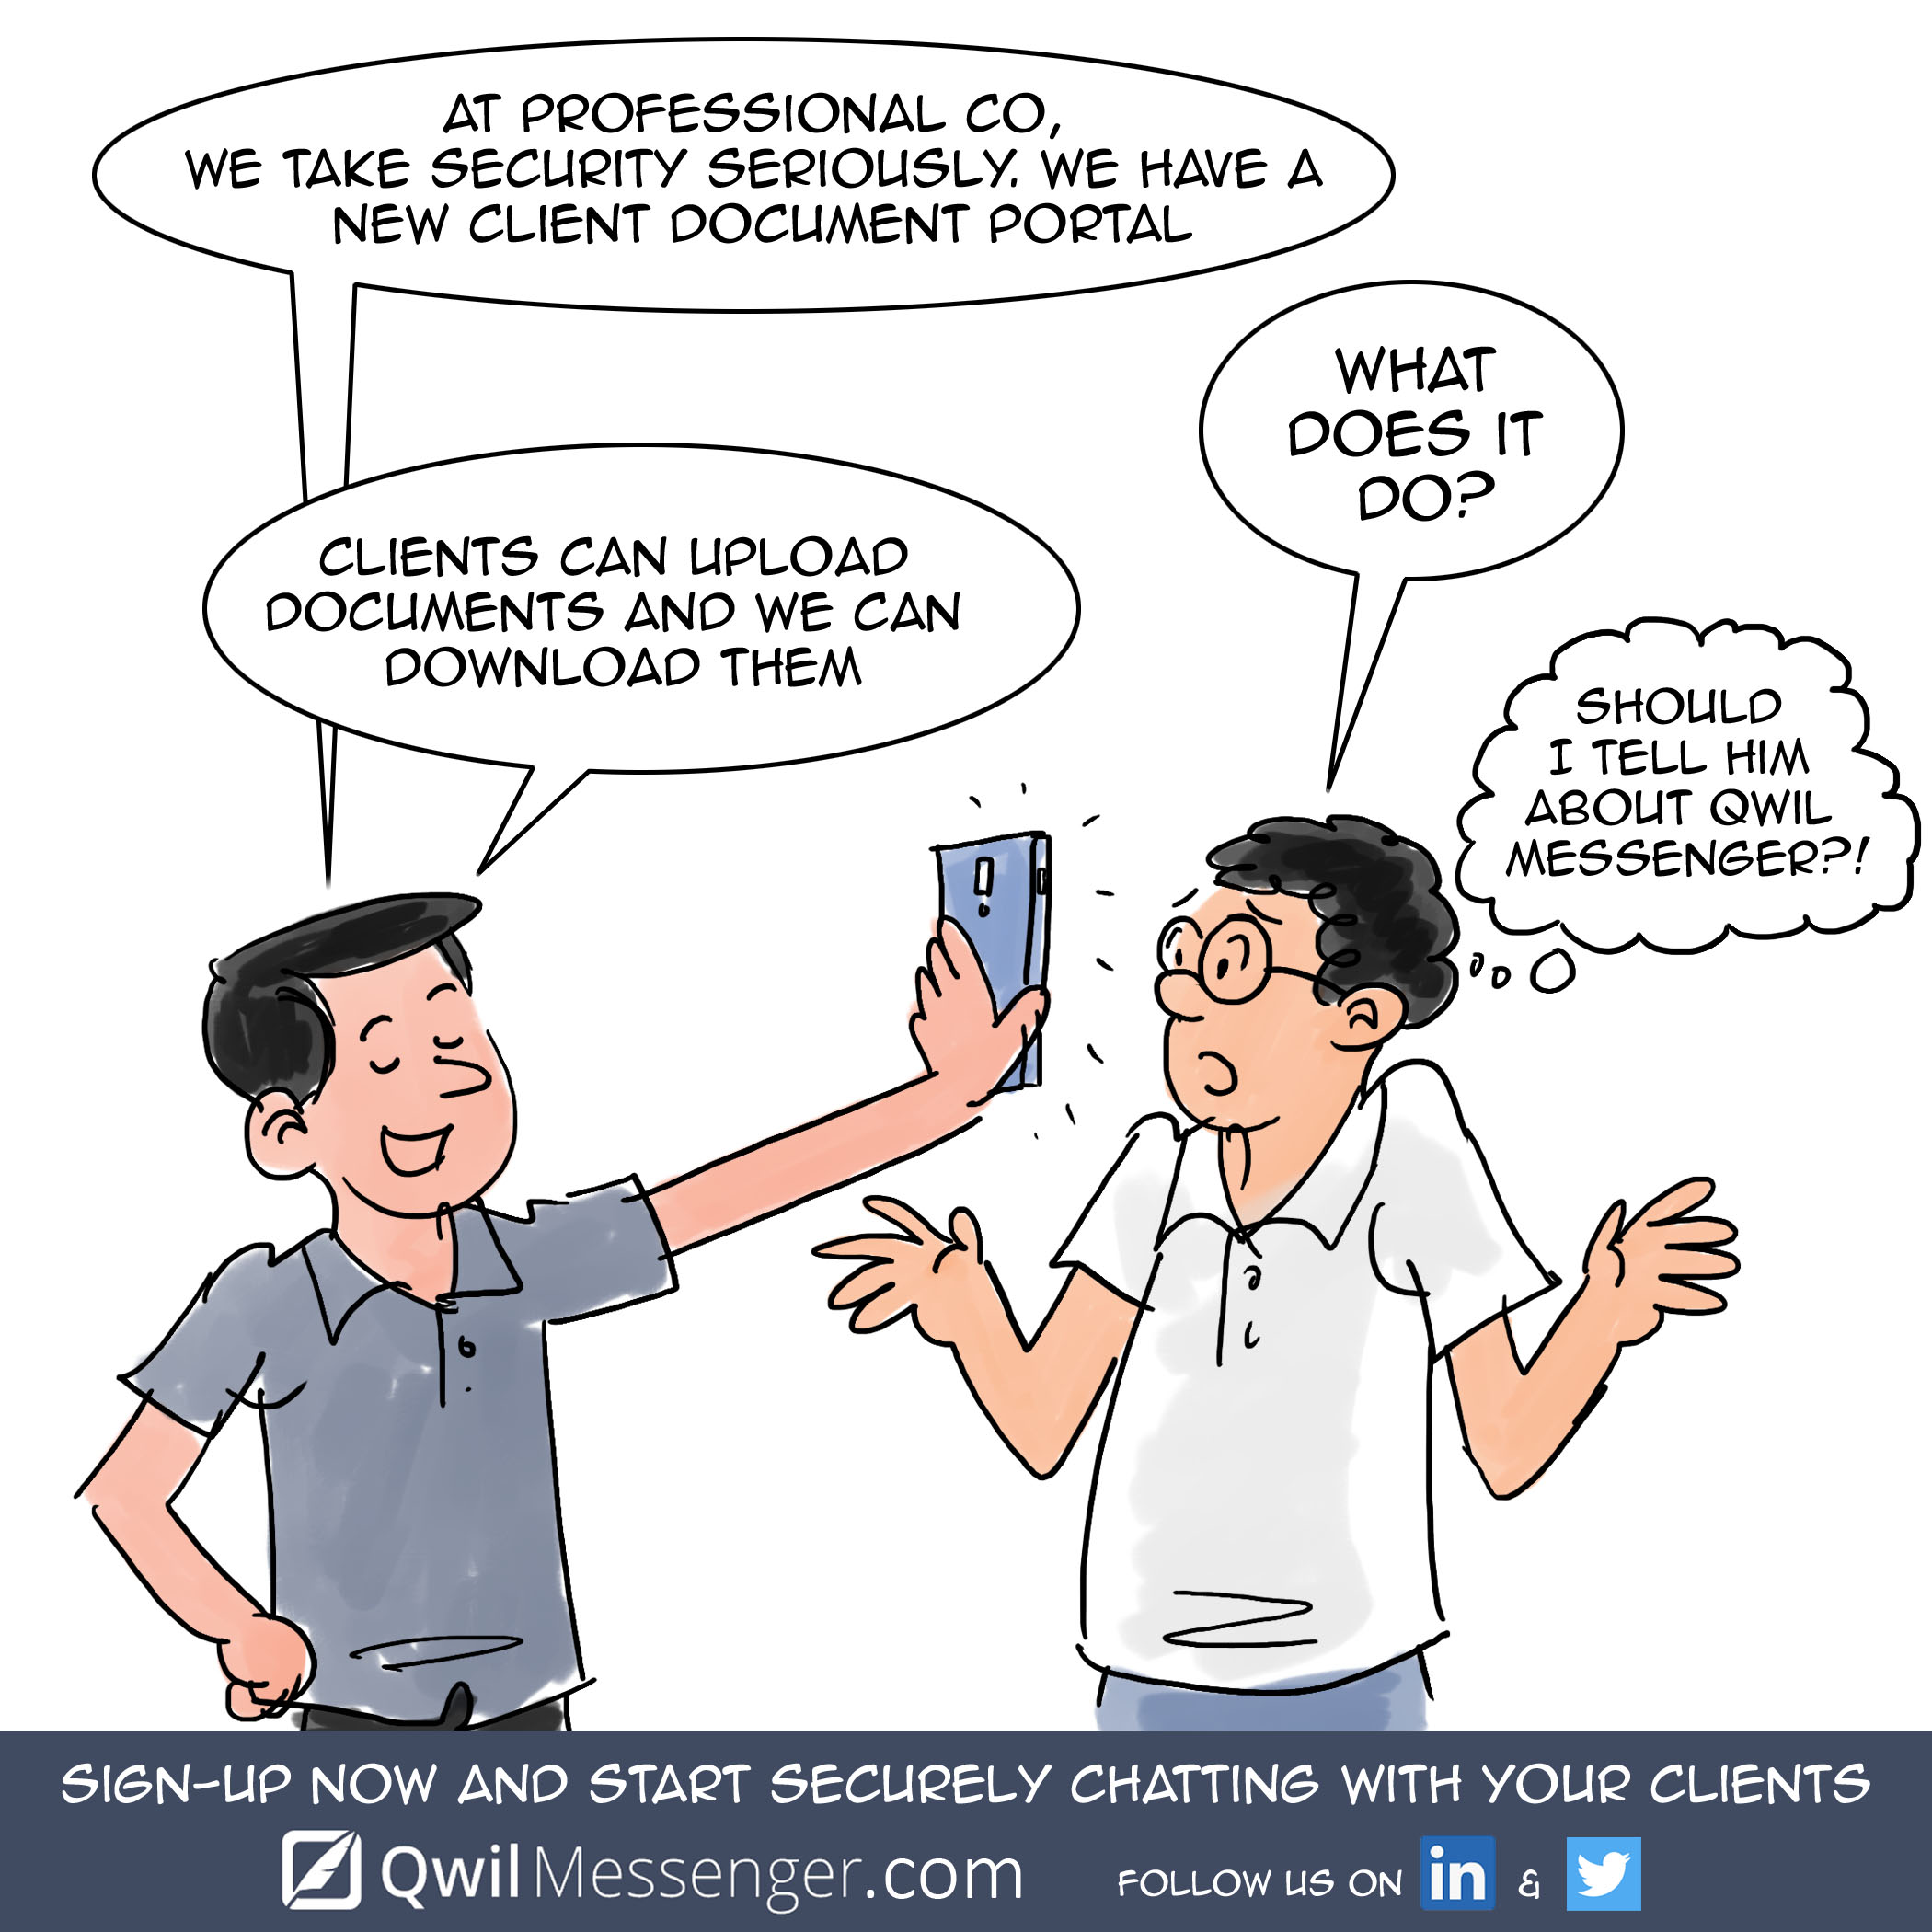 AT PROFESSIONAL CO,
WE TAKE SECURITY SERIOUSLY. WE HAVE A
NEW CLIENT DOCUMENT PORTAL
WHAT
DOES IT
DO?
CLIENTS CAN UPLOAD
DOCUMENTS AND WE CAN
DOWNLOAD THEM
SHOULD
I TELL HIM
ABOUT QWIL
MESSENGER?!
SIGN-UP NOW AND START SECURELY CHATTING WITH YOUR CLIENTS
QwilMessenger.com
FOLLOW US ON in &